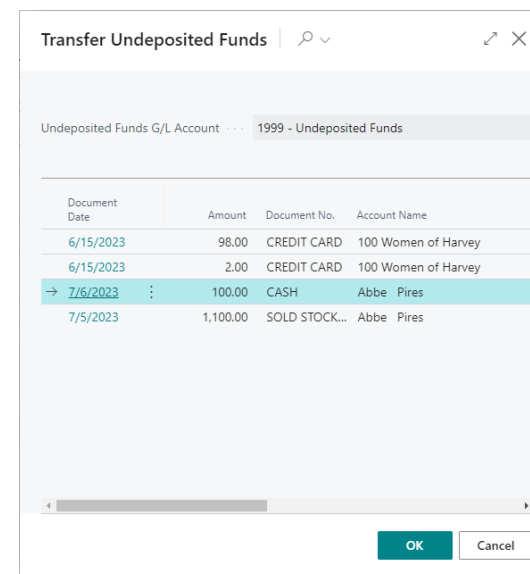 Transfer Undeposited Funds
Undeposited Funds G/L Account 1999 - Undeposited Funds
Document
Date Amount Document No. Account Name
6/15/2023 98.00 CREDIT CARD 100 Women of Harvey
6/15/2023 2.00 CREDIT CARD 100 Women of Harvey
7/6/2023 100.00 CASH Abbe Pires
7/5/2023 1,100.00 SOLD STOCK... Abbe Pires
OK Cancel